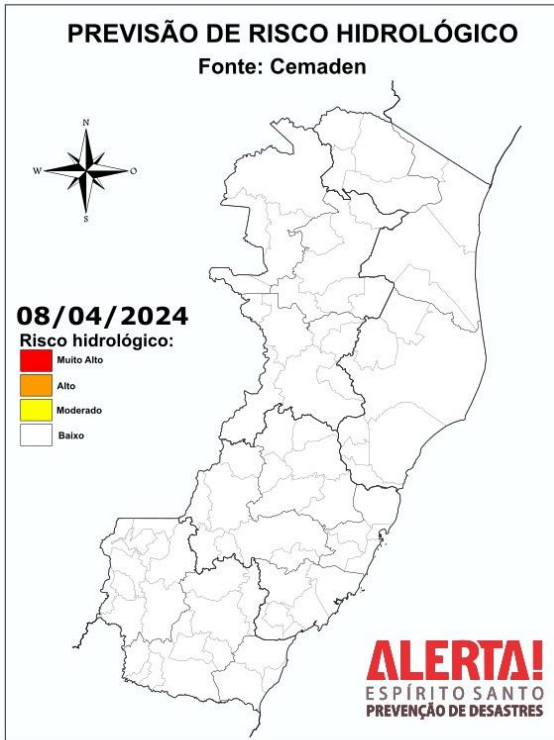 PREVISÃO DE RISCO HIDROLÓGICO
Fonte: Cemaden
N
W
O
S
08/04/2024
Risco hidrológico:
Muito Alto
Alto
Moderado
Baixo
ALERTA!
ESPÍRITO SANTO
PREVENÇÃO DE DESASTRES